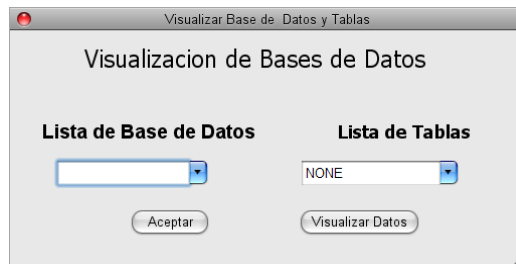 Visualizar Base de Datos y Tablas
Visualizacion de Bases de Datos
Lista de Base de Datos Lista de Tablas
NONE
Aceptar Visualizar Datos